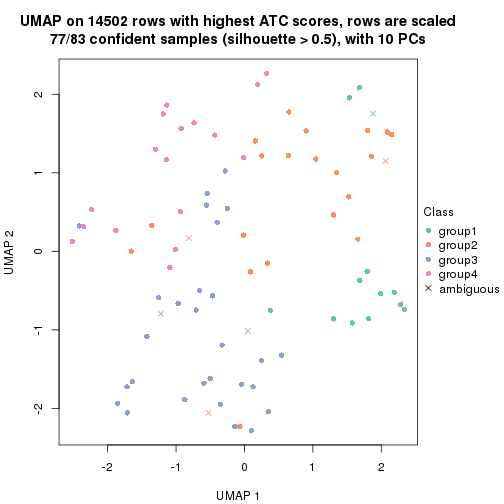 UMAP on 14502 rows with highest ATC scores, rows are scaled
77/83 confident samples (silhouette > 0.5), with 10 PCs
2
1
0
-1
-2
UMAP 2
-2
-1
0
1
2
UMAP 1
Class
group1
group2
group3
group4
ambiguous